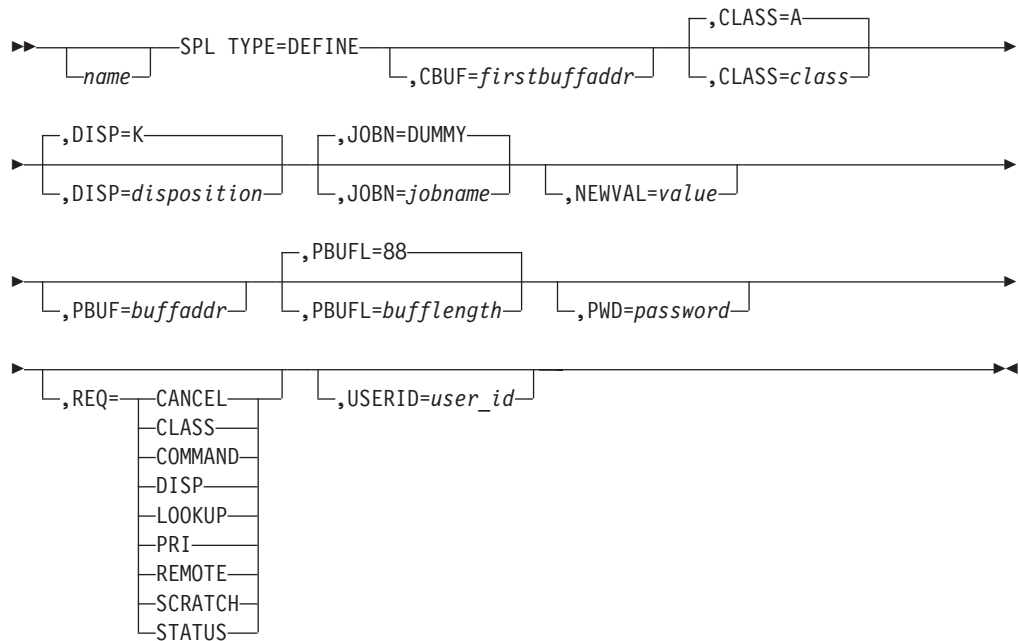 ,CLASS=A
SPL TYPE=DEFINE
name ,CBUF=firstbuffaddr ,CLASS=class
,DISP=K ,JOBN=DUMMY
,DISP=disposition ,JOBN=jobname ,NEWVAL=value
,PBUFL=88
,PBUF=buffaddr ,PBUFL=bufflength ,PWD=password
,REQ= CANCEL ,USERID=user_id
CLASS
COMMAND
DISP
LOOKUP
PRI
REMOTE
SCRATCH
STATUS